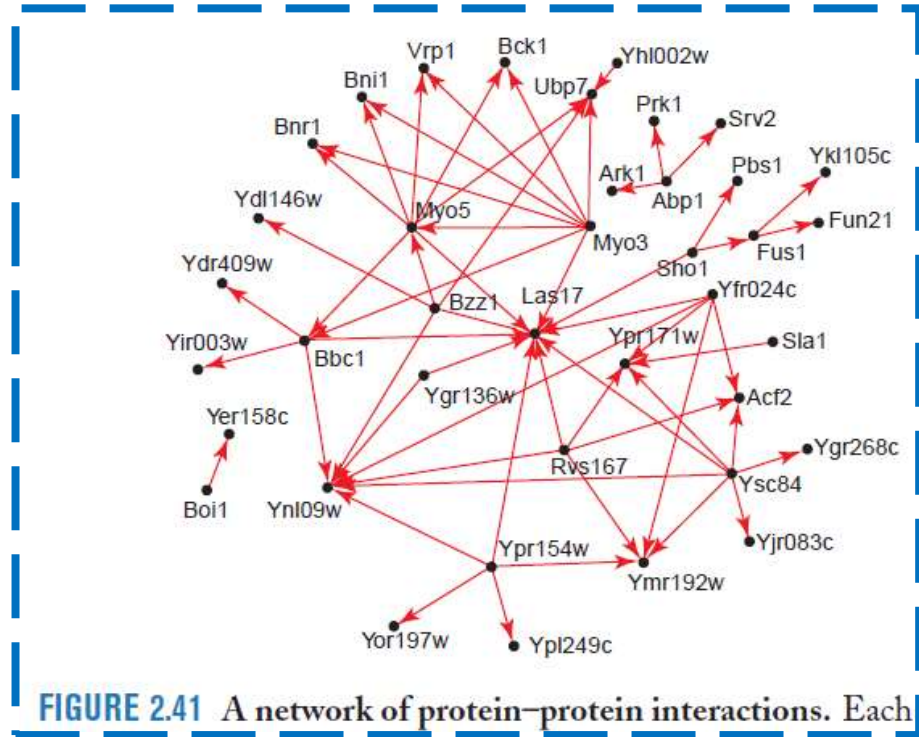 Vrp1
Bck1
Yhl002w
Bni1
Ubp7
Prk1
Srv2
Bnr1
Ykl105c
Ark1
Pbs1
Abp1
Ydl146w
Myo5
Myo3
Fun21
Fus1
Sho1
Ydr409w
Bzz1
Las17
Yfr024c
Yir003w
Bbc1
Ypr171w
Sla1
Ygr136w
Acf2
Yer158c
Rvs167
Ygr268c
Ysc84
Boi1
Ynl09w
Yjr083c
Ypr154w
Ymr192w
Yor197w
Ypl249c
FIGURE 2.41 A network of protein–protein interactions. Each